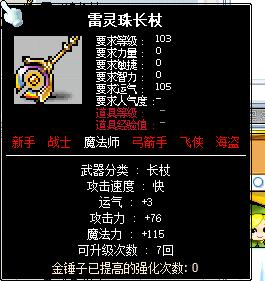 雷灵珠长杖
要求等级： 103
要求力量： 0
要求敏捷： 0
要求智力： 0
要求运气： 105
要求人气度： -
道具等级： -
道具经验值： -
新手 战士 魔法师 弓箭手 飞侠 海盗
武器分类 : 长杖
攻击速度 : 快
运气 : +3
攻击力 : +76
魔法力 : +115
可升级次数 : 7回
金锤子已提高的强化次数: 0